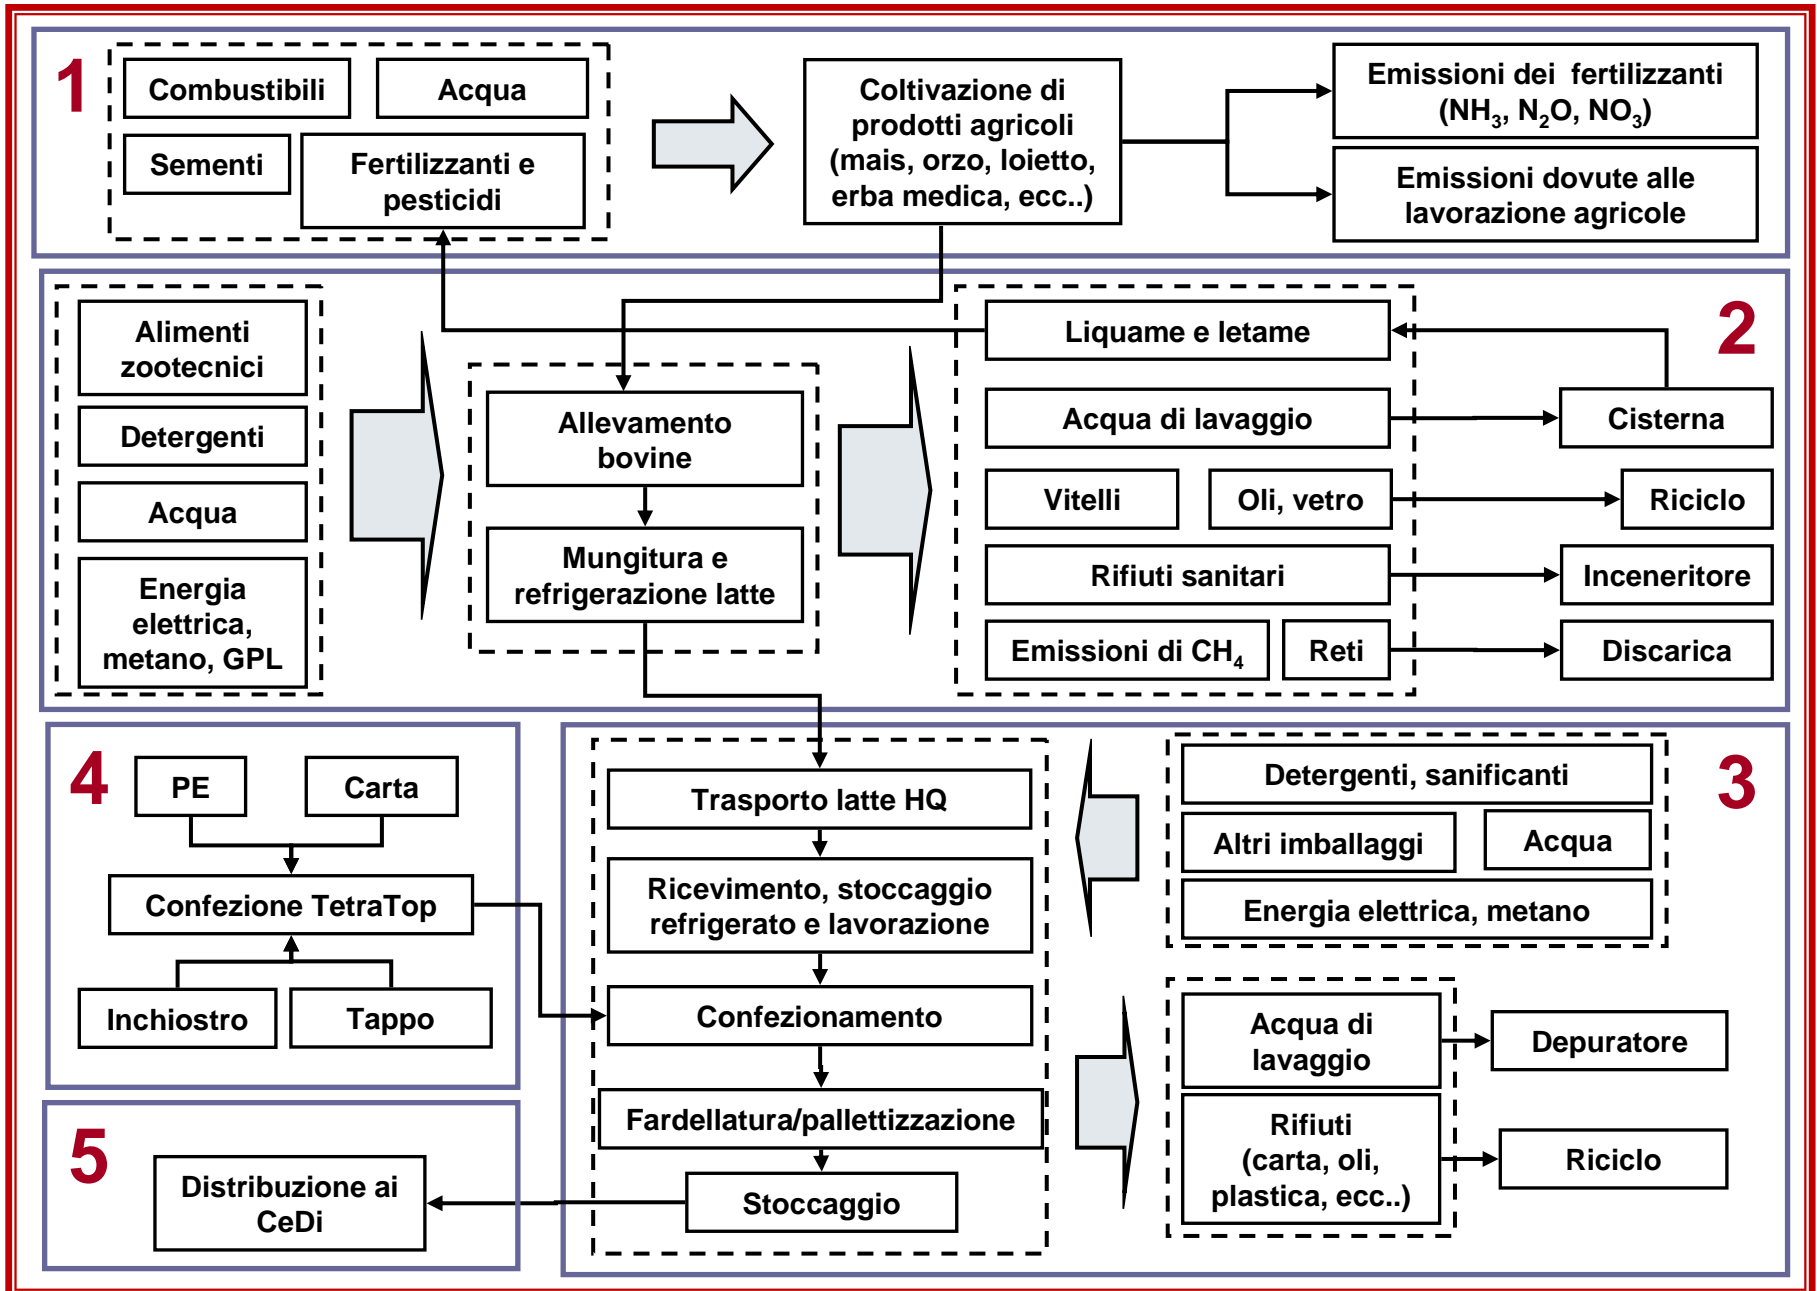 1
Combustibili
Acqua
Sementi
Fertilizzanti e
pesticidi
Coltivazione di
prodotti agricoli
(mais, orzo, loietto,
erba medica, ecc..)
Emissioni dei fertilizzanti
(NH3, N2O, NO3)
Emissioni dovute alle
lavorazione agricole
2
Alimenti
zootecnici
Detergenti
Acqua
Energia
elettrica,
metano, GPL
Allevamento
bovine
Mungitura e
refrigerazione latte
Liquame e letame
Acqua di lavaggio
Cisterna
Vitelli
Oli, vetro
Riciclo
Rifiuti sanitari
Inceneritore
Emissioni di CH4
Reti
Discarica
4
PE
Carta
Confezione TetraTop
Inchiostro
Tappo
3
Trasporto latte HQ
Ricevimento, stoccaggio
refrigerato e lavorazione
Confezionamento
Fardellatura/pallettizzazione
Stoccaggio
Detergenti, sanificanti
Altri imballaggi
Acqua
Energia elettrica, metano
Acqua di
lavaggio
Depuratore
Rifiuti
(carta, oli,
plastica, ecc..)
Riciclo
5
Distribuzione ai
CeDi